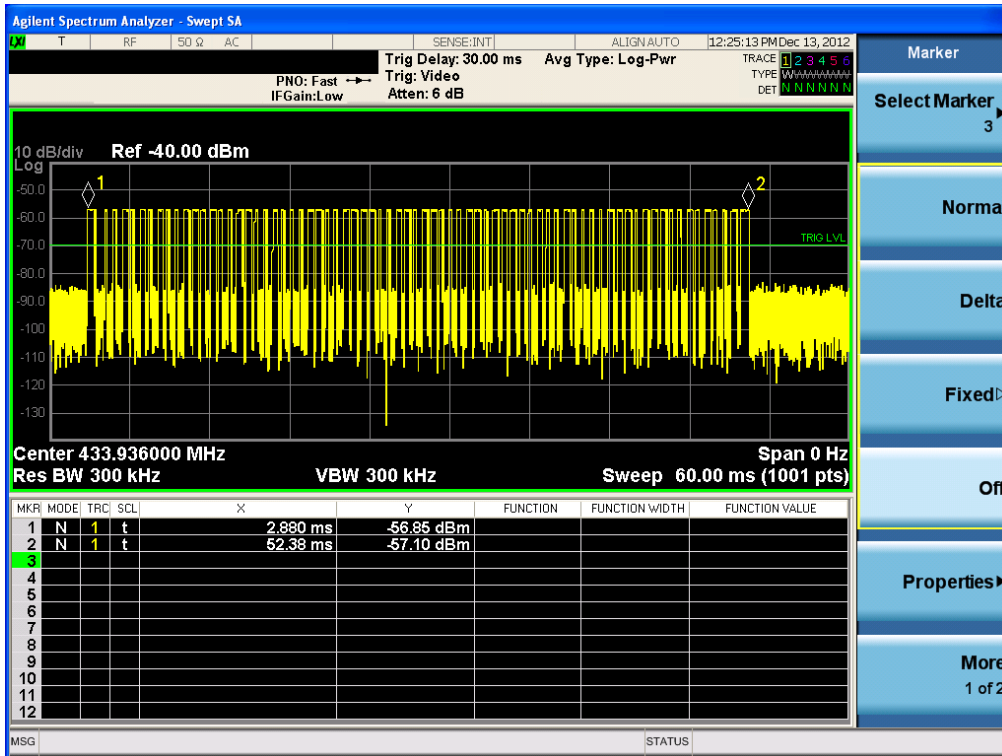 Agilent Spectrum Analyzer - Swept SA
LXI T RF 50 Ω AC SENSE:INT ALIGN AUTO 12:25:13 PM Dec 13, 2012
Trig Delay: 30.00 ms Avg Type: Log-Pwr TRACE 1 2 3 4 5 6
PNO: Fast Trig: Video TYPE WWWWWW
IFGain:Low Atten: 6 dB DET N N N N N N
10 dB/div Ref -40.00 dBm
Log
1 2
-50.0
-60.0
-70.0 TRIG LVL
-80.0
-90.0
-100
-110
-120
-130
Center 433.936000 MHz Span 0 Hz
Res BW 300 kHz VBW 300 kHz Sweep 60.00 ms (1001 pts)
MKR MODE TRC SCL X Y FUNCTION FUNCTION WIDTH FUNCTION VALUE
1 N 1 t 2.880 ms -56.85 dBm
2 N 1 t 52.38 ms -57.10 dBm
3
4
5
6
7
8
9
10
11
12
MSG STATUS
Marker
Select Marker
3
Norma
Delta
Fixed
Off
Properties
More
1 of 2